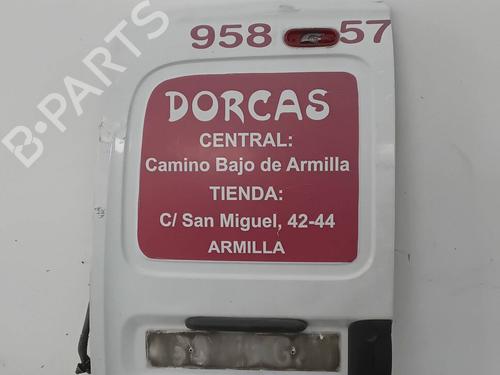 958 57
DORCAS
CENTRAL:
Camino Bajo de Armilla
TIENDA:
C/ San Miguel, 42-44
ARMILLA
B-PARTS